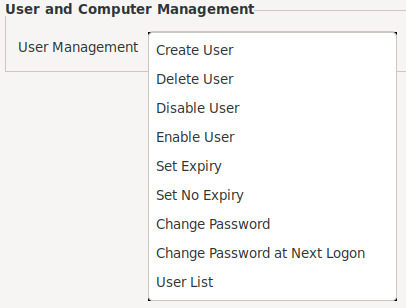 User and Computer Management
User Management
Create User
Delete User
Disable User
Enable User
Set Expiry
Set No Expiry
Change Password
Change Password at Next Logon
User List